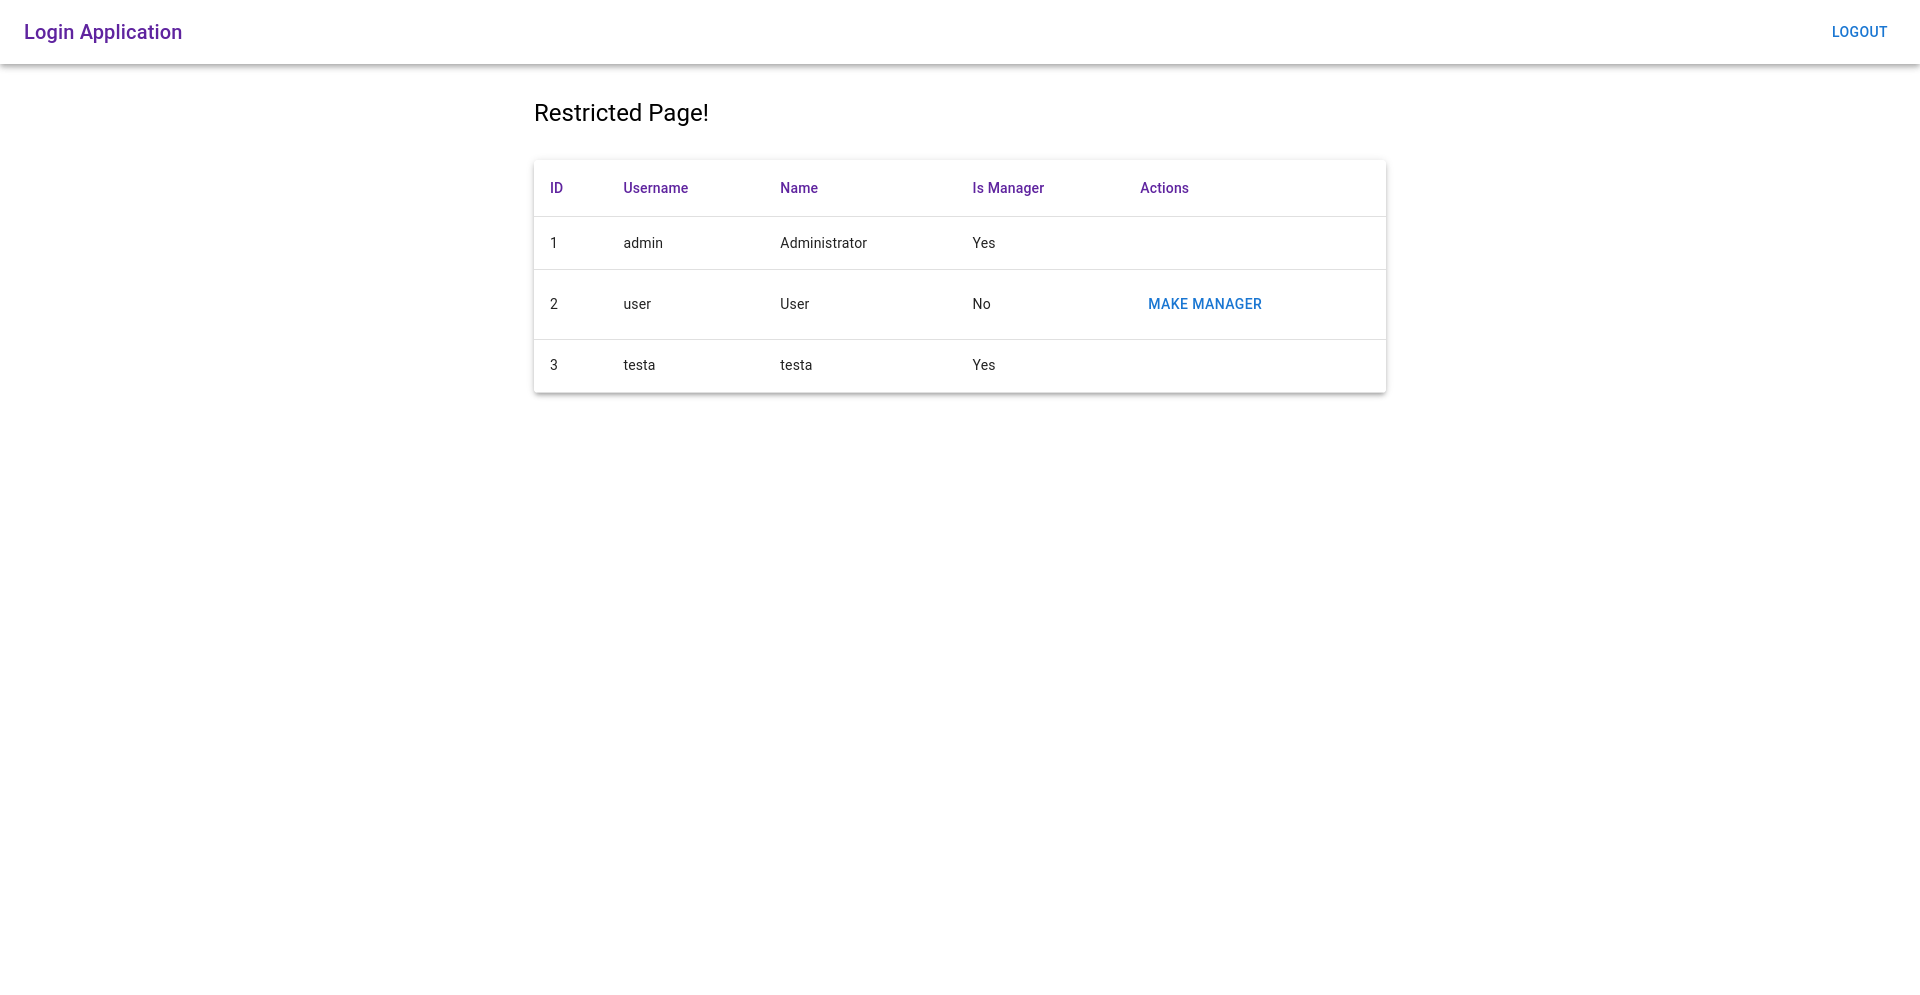 Login Application
LOGOUT
Restricted Page!
ID Username Name Is Manager Actions
1 admin Administrator Yes
2 user User No MAKE MANAGER
3 testa testa Yes